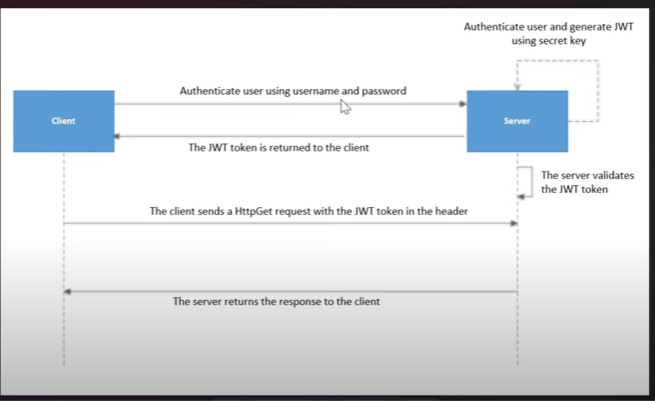 Authenticate user and generate JWT
using secret key
Authenticate user using username and password
Client
Server
The JWT token is returned to the client
The server validates
the JWT token
The client sends a HttpGet request with the JWT token in the header
The server returns the response to the client